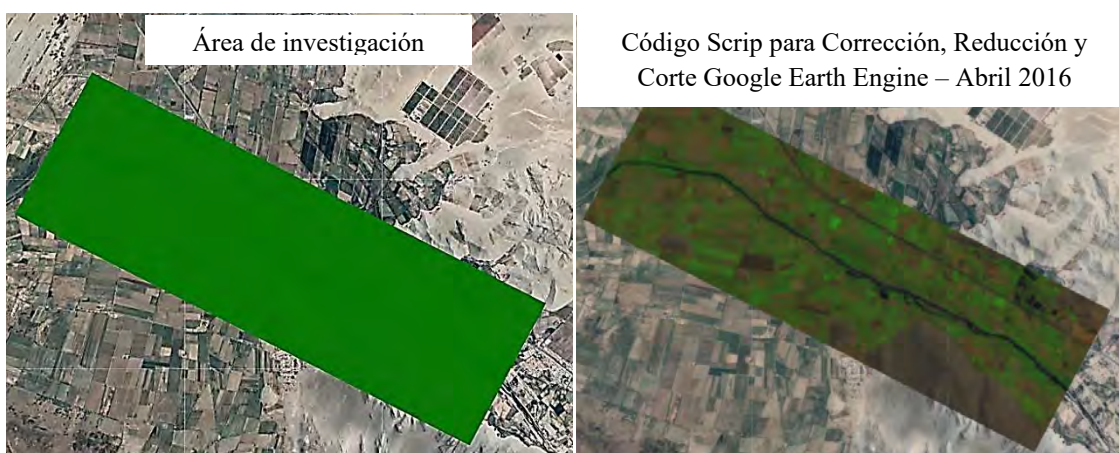 Área de investigación
Código Scrip para Corrección, Reducción y
Corte Google Earth Engine – Abril 2016